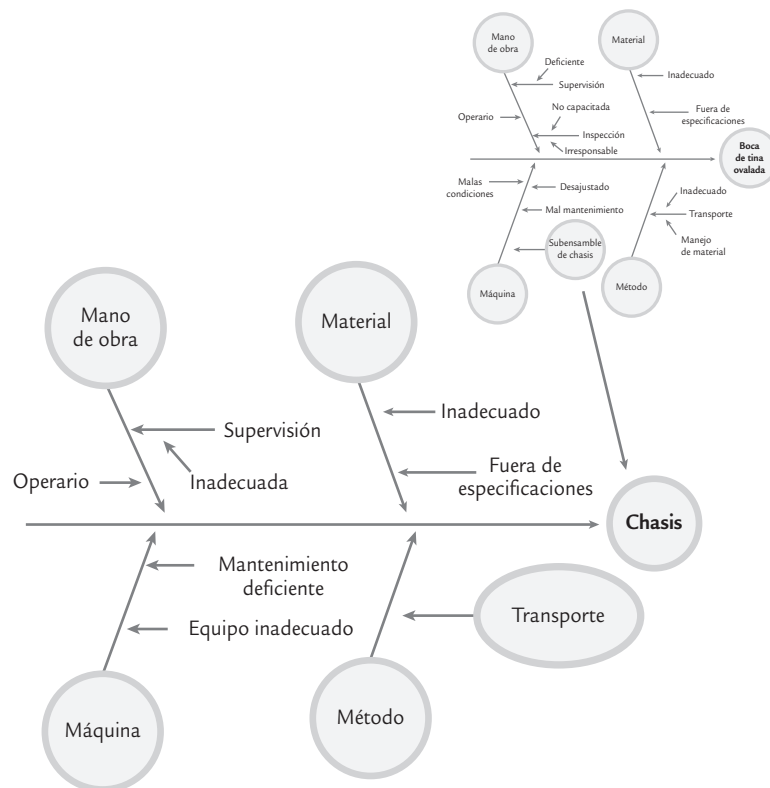 Mano
de obra
Material
Deficiente
Inadecuado
Supervisión
No capacitada
Fuera de
especificaciones
Operario
Inspección
Irresponsable
Boca
de tina
ovalada
Malas
condiciones
Desajustado
Inadecuado
Mal mantenimiento
Transporte
Subensamble
de chasis
Manejo
de material
Máquina
Método
Mano
de obra
Material
Inadecuado
Supervisión
Operario
Inadecuada
Fuera de
especificaciones
Chasis
Mantenimiento
deficiente
Transporte
Equipo inadecuado
Máquina
Método